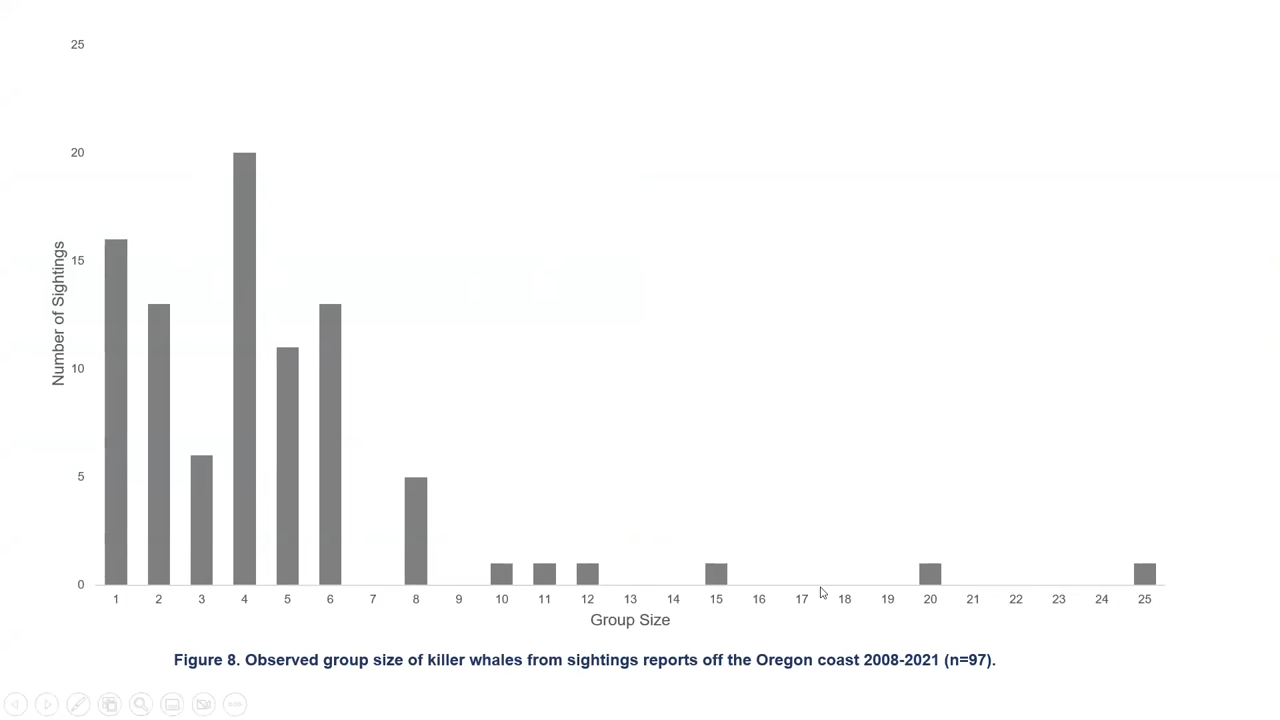 25
20
15
10
5
0
Number of Sightings
1 2 3 4 5 6 7 8 9 10 11 12 13 14 15 16 17 18 19 20 21 22 23 24 25
Group Size
Figure 8. Observed group size of killer whales from sightings reports off the Oregon coast 2008-2021 (n=97).